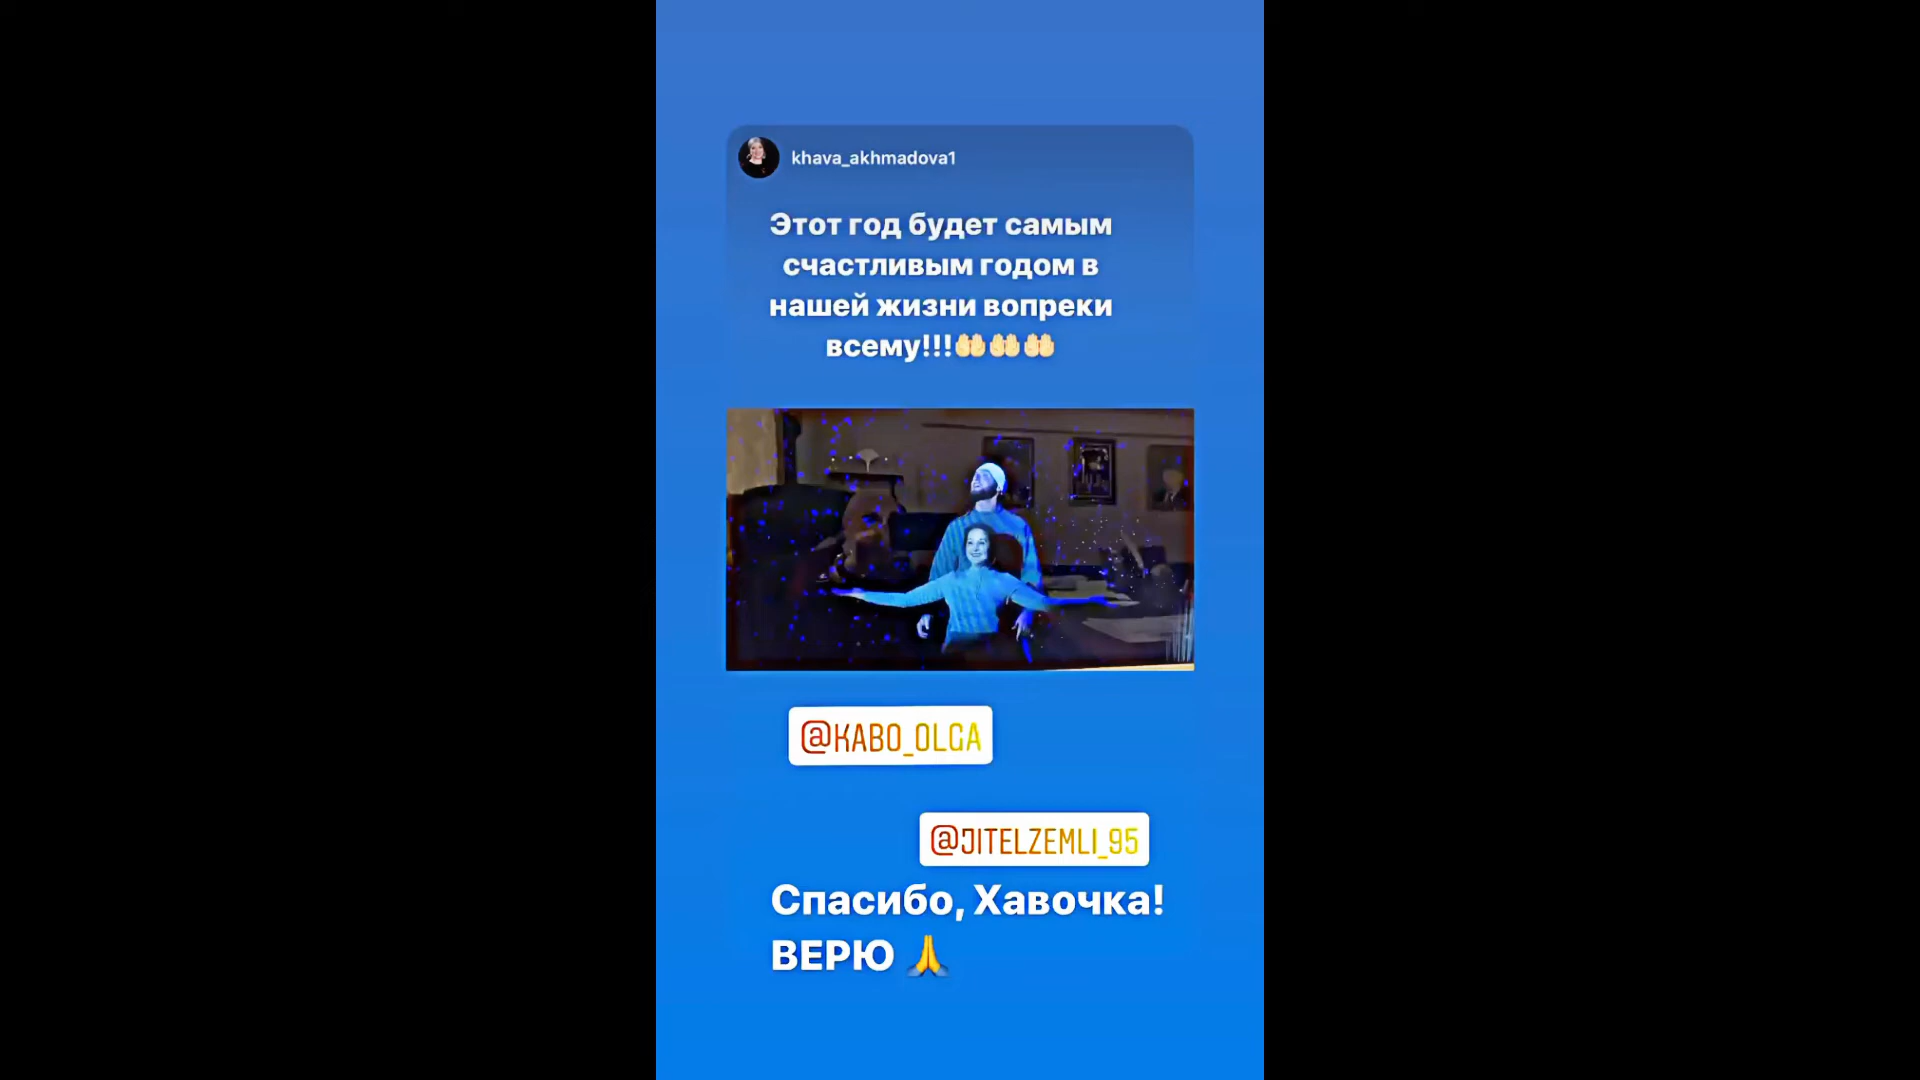 khava_akhmadova1
Этот год будет самым
счастливым годом в
нашей жизни вопреки
всему!!!🤲🏻🤲🏻🤲🏻
@KABO_OLGA
@JITELZEMLI_95
Спасибо, Хавочка!
ВЕРЮ 🙏